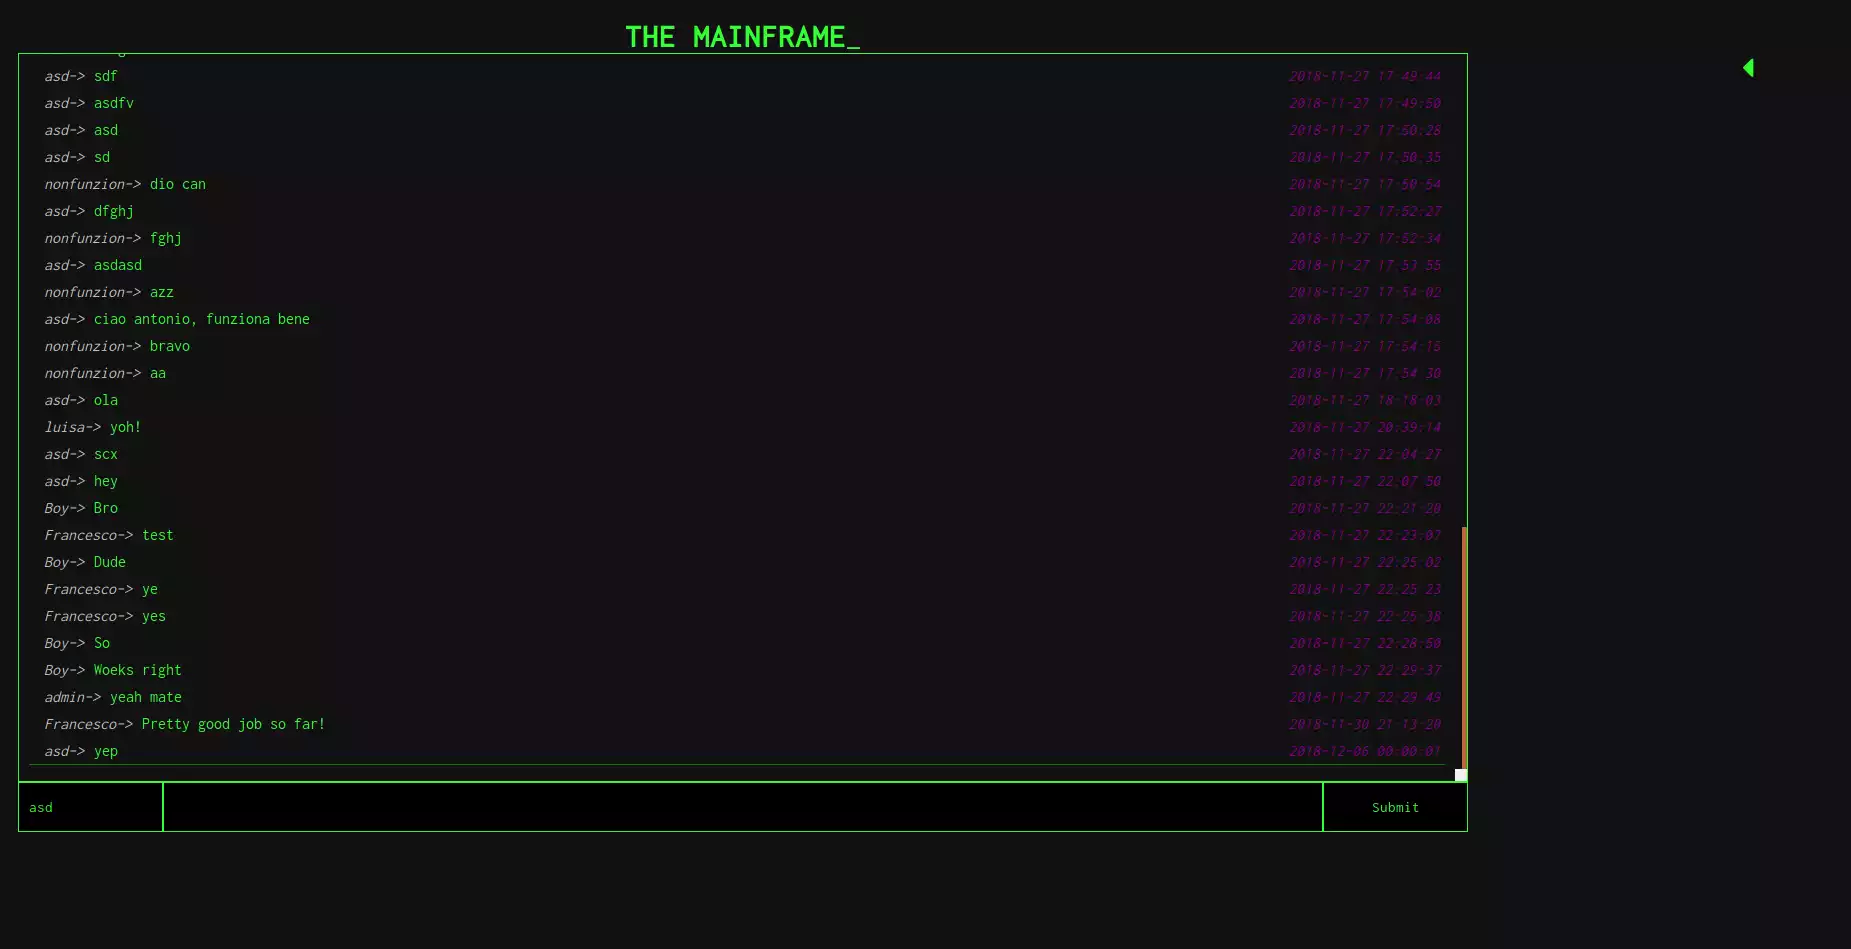 THE MAINFRAME_
asd-> sdf 2018-11-27 17:49:44
asd-> asdfv 2018-11-27 17:49:50
asd-> asd 2018-11-27 17:50:28
asd-> sd 2018-11-27 17:50:35
nonfunzion-> dio can 2018-11-27 17:50:54
asd-> dfghj 2018-11-27 17:52:27
nonfunzion-> fghj 2018-11-27 17:52:34
asd-> asdasd 2018-11-27 17:53:55
nonfunzion-> azz 2018-11-27 17:54:02
asd-> ciao antonio, funziona bene 2018-11-27 17:54:08
nonfunzion-> bravo 2018-11-27 17:54:15
nonfunzion-> aa 2018-11-27 17:54:30
asd-> ola 2018-11-27 18:18:03
luisa-> yoh! 2018-11-27 20:39:14
asd-> scx 2018-11-27 22:04:27
asd-> hey 2018-11-27 22:07:50
Boy-> Bro 2018-11-27 22:21:20
Francesco-> test 2018-11-27 22:23:07
Boy-> Dude 2018-11-27 22:25:02
Francesco-> ye 2018-11-27 22:25:23
Francesco-> yes 2018-11-27 22:25:38
Boy-> So 2018-11-27 22:28:50
Boy-> Woeks right 2018-11-27 22:29:37
admin-> yeah mate 2018-11-27 22:29:49
Francesco-> Pretty good job so far! 2018-11-30 21:13:20
asd-> yep 2018-12-06 00:00:01
asd Submit